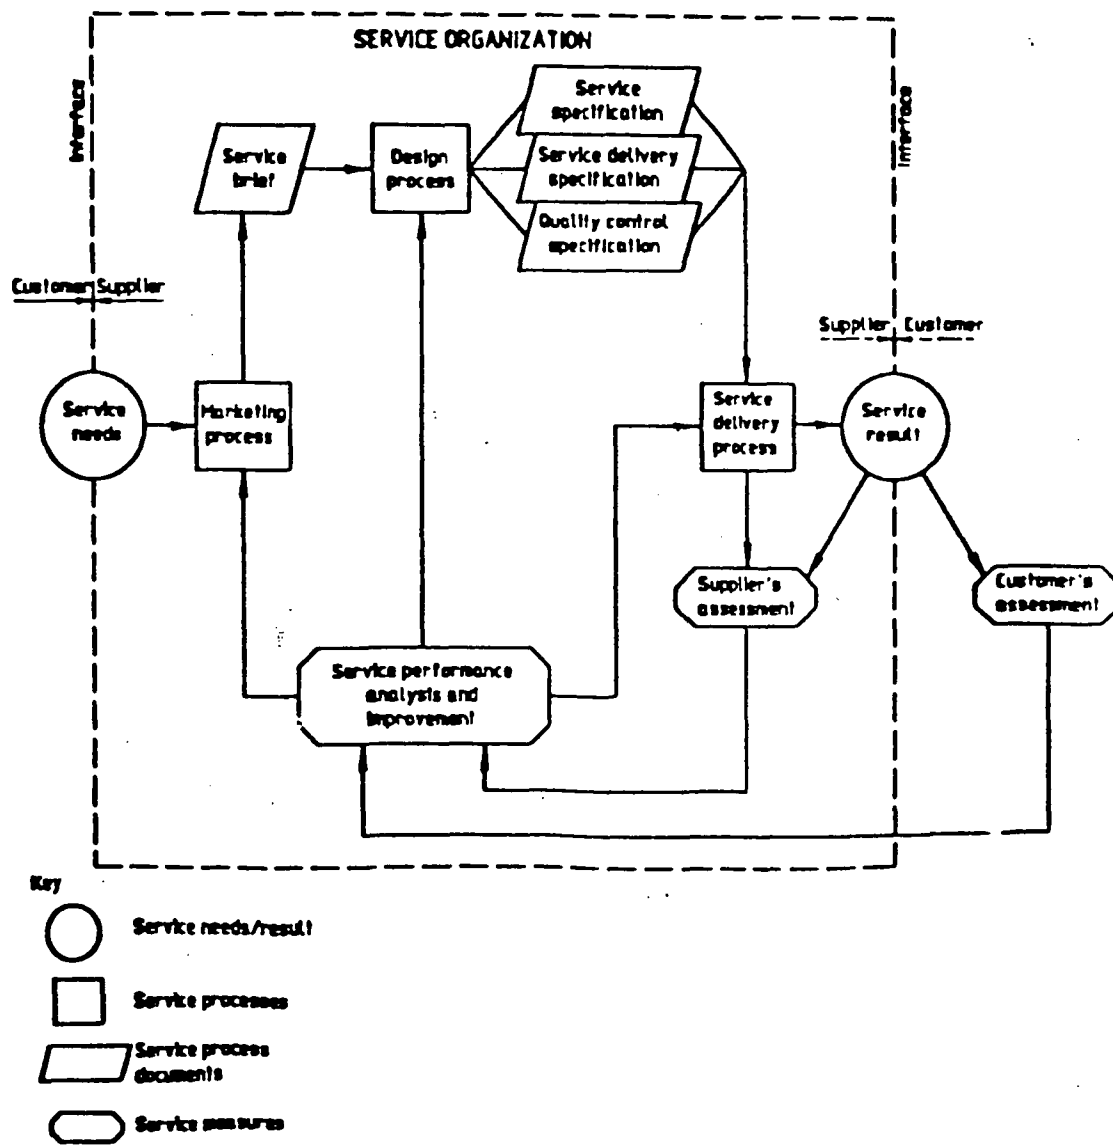 SERVICE ORGANIZATION
Interface
Interface
Service
specification
Service
brief
Design
process
Service delivery
specification
Quality control
specification
Customer Supplier
Supplier Customer
Service
needs
Marketing
process
Service
delivery
process
Service
result
Supplier's
assessment
Customer's
assessment
Service performance
analysis and
improvement
Key
Service needs/result
Service processes
Service process
documents
Service measures